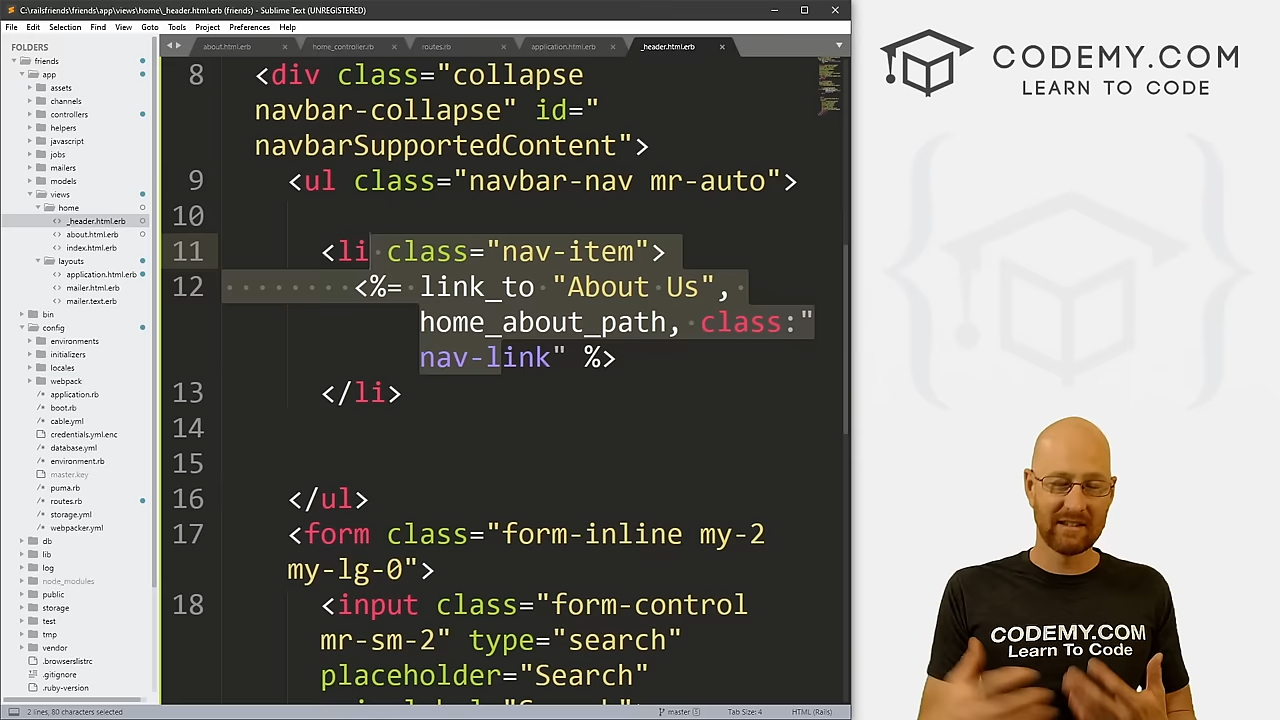 C:\railsfriends\friends\app\views\home\_header.html.erb (friends) - Sublime Text (UNREGISTERED)
File Edit Selection Find View Goto Tools Project Preferences Help
FOLDERS
friends
app
assets
channels
controllers
helpers
javascript
jobs
mailers
models
views
home
_header.html.erb
about.html.erb
index.html.erb
layouts
application.html.erb
mailer.html.erb
mailer.text.erb
bin
config
environments
initializers
locales
webpack
application.rb
boot.rb
cable.yml
credentials.yml.enc
database.yml
environment.rb
master.key
puma.rb
routes.rb
storage.yml
webpacker.yml
db
lib
log
node_modules
public
storage
test
tmp
vendor
.browserslistrc
.gitignore
.ruby-version
about.html.erb home_controller.rb routes.rb application.html.erb _header.html.erb
8 <div class="collapse
navbar-collapse" id="
navbarSupportedContent">
9 <ul class="navbar-nav mr-auto">
10
11 <li class="nav-item">
12 <%= link_to "About Us",
home_about_path, class:"
nav-link" %>
13 </li>
14
15
16 </ul>
17 <form class="form-inline my-2
my-lg-0">
18 <input class="form-control
mr-sm-2" type="search"
placeholder="Search"
2 lines, 80 characters selected
master 5 Tab Size: 4 HTML (Rails)
CODEMY.COM
LEARN TO CODE
CODEMY.COM
Learn To Code